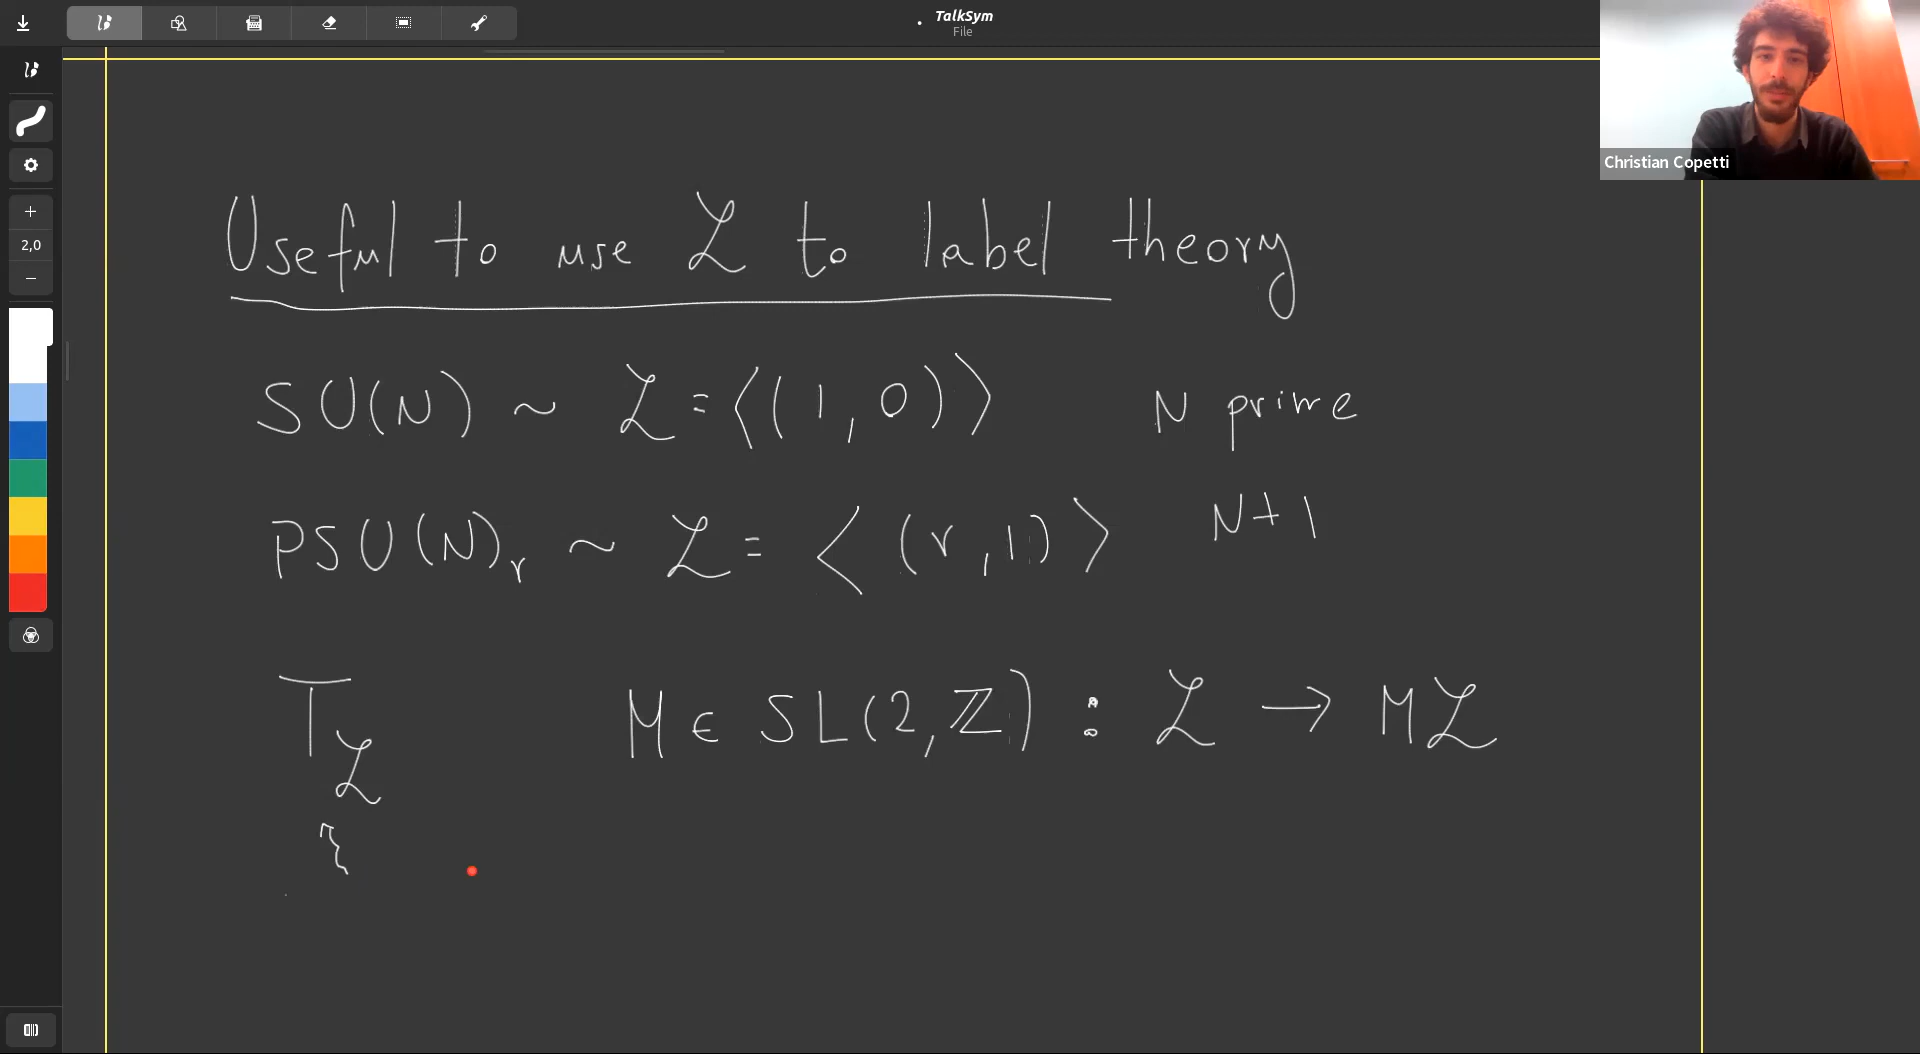 TalkSym
File
Christian Copetti
2,0
Useful to use ℒ to label theory
SU(N) ~ ℒ = ⟨(1,0)⟩ N prime
PSU(N)_r ~ ℒ = ⟨(r,1)⟩ N+1
T_ℒ M ∈ SL(2,ℤ) : ℒ → Mℒ